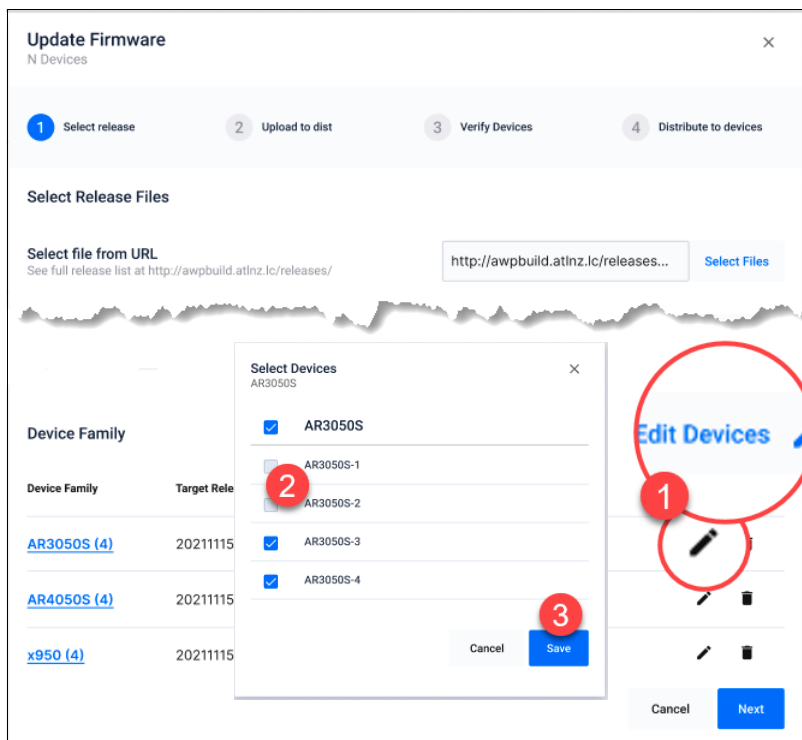 Update Firmware
N Devices
1 Select release 2 Upload to dist 3 Verify Devices 4 Distribute to devices
Select Release Files
Select file from URL
See full release list at http://awpbuild.atlnz.lc/releases/
http://awpbuild.atlnz.lc/releases... Select Files
Select Devices
AR3050S
AR3050S
AR3050S-1
AR3050S-2
AR3050S-3
AR3050S-4
Cancel Save
2
3
Device Family
Edit Devices
1
Device Family Target Rele
AR3050S (4) 20211115
AR4050S (4) 20211115
x950 (4) 20211115
Cancel Next